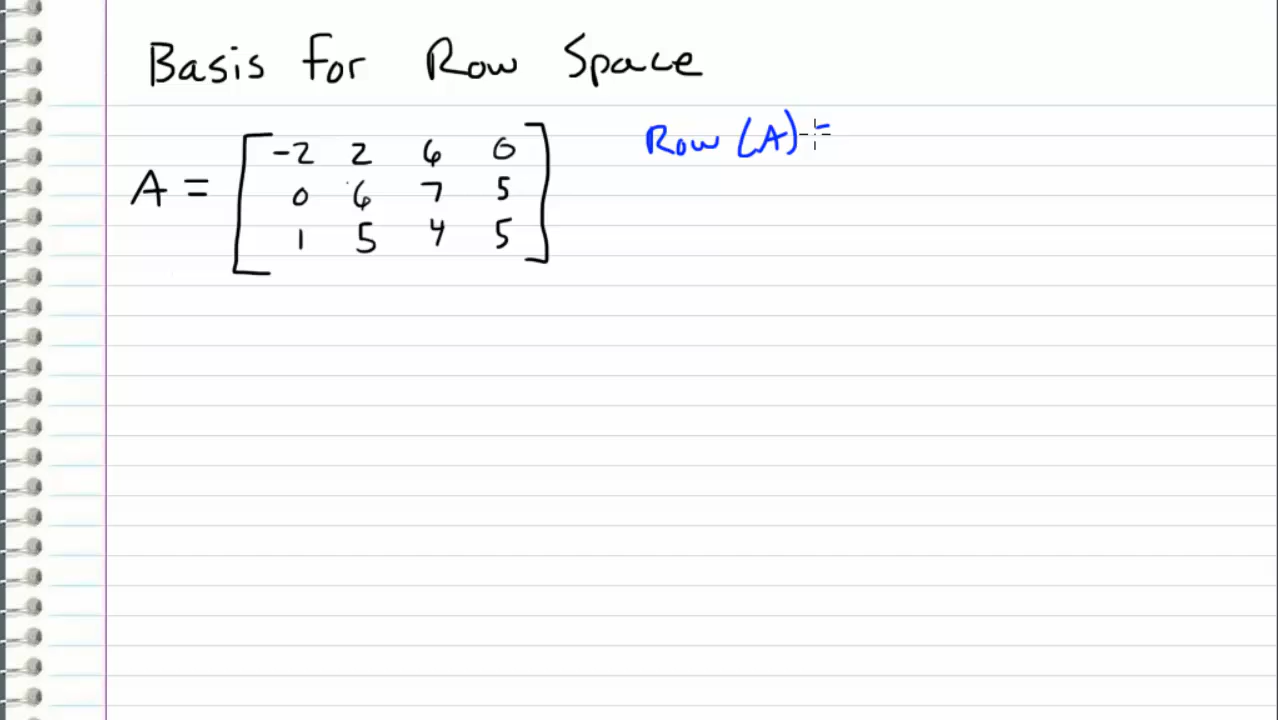 Basis for Row Space
Row (A) =
A = [ -2 2 6 0
0 6 7 5
1 5 4 5 ]